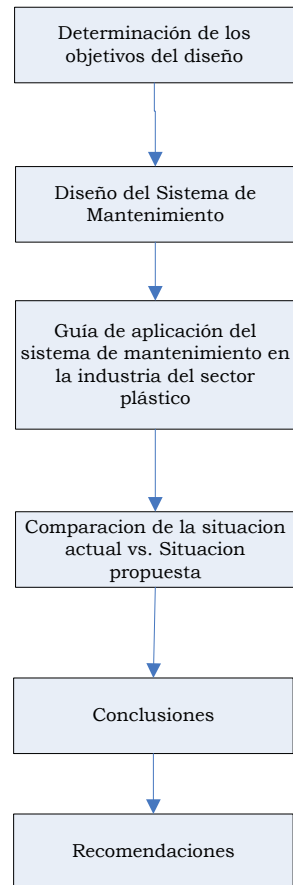 Determinación de los
objetivos del diseño
Diseño del Sistema de
Mantenimiento
Guía de aplicación del
sistema de mantenimiento en
la industria del sector
plástico
Comparacion de la situacion
actual vs. Situacion
propuesta
Conclusiones
Recomendaciones